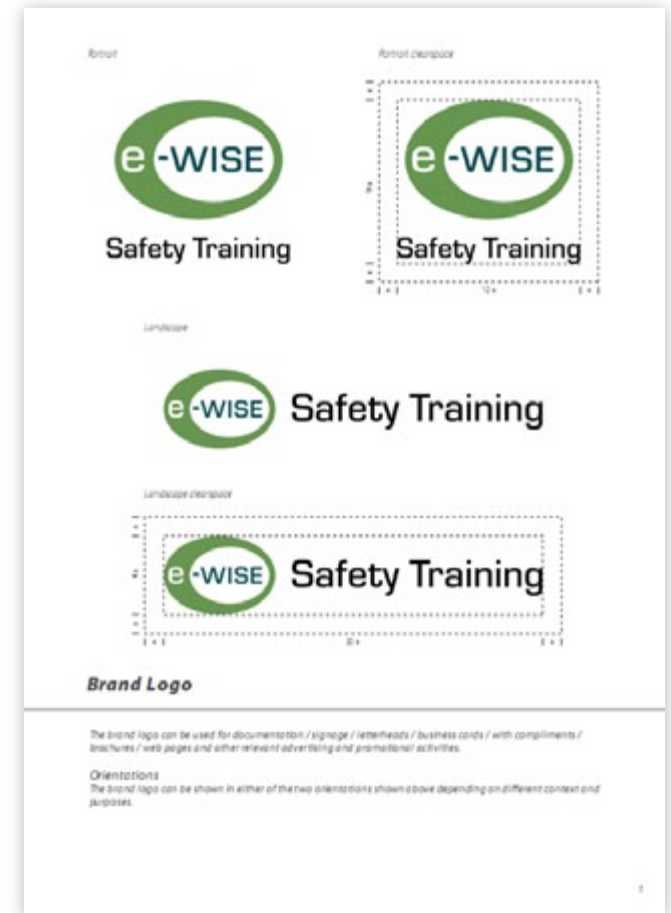 Portrait
Portrait clearspace
e-WISE
Safety Training
e-WISE
Safety Training
Landscape
e-WISE Safety Training
Landscape clearspace
e-WISE Safety Training
Brand Logo
The brand logo can be used for documentation / signage / letterheads / business cards / with compliments /
brochures / web pages and other relevant advertising and promotional activities.
Orientations
The brand logo can be shown in either of the two orientations shown above depending on different context and
purposes.